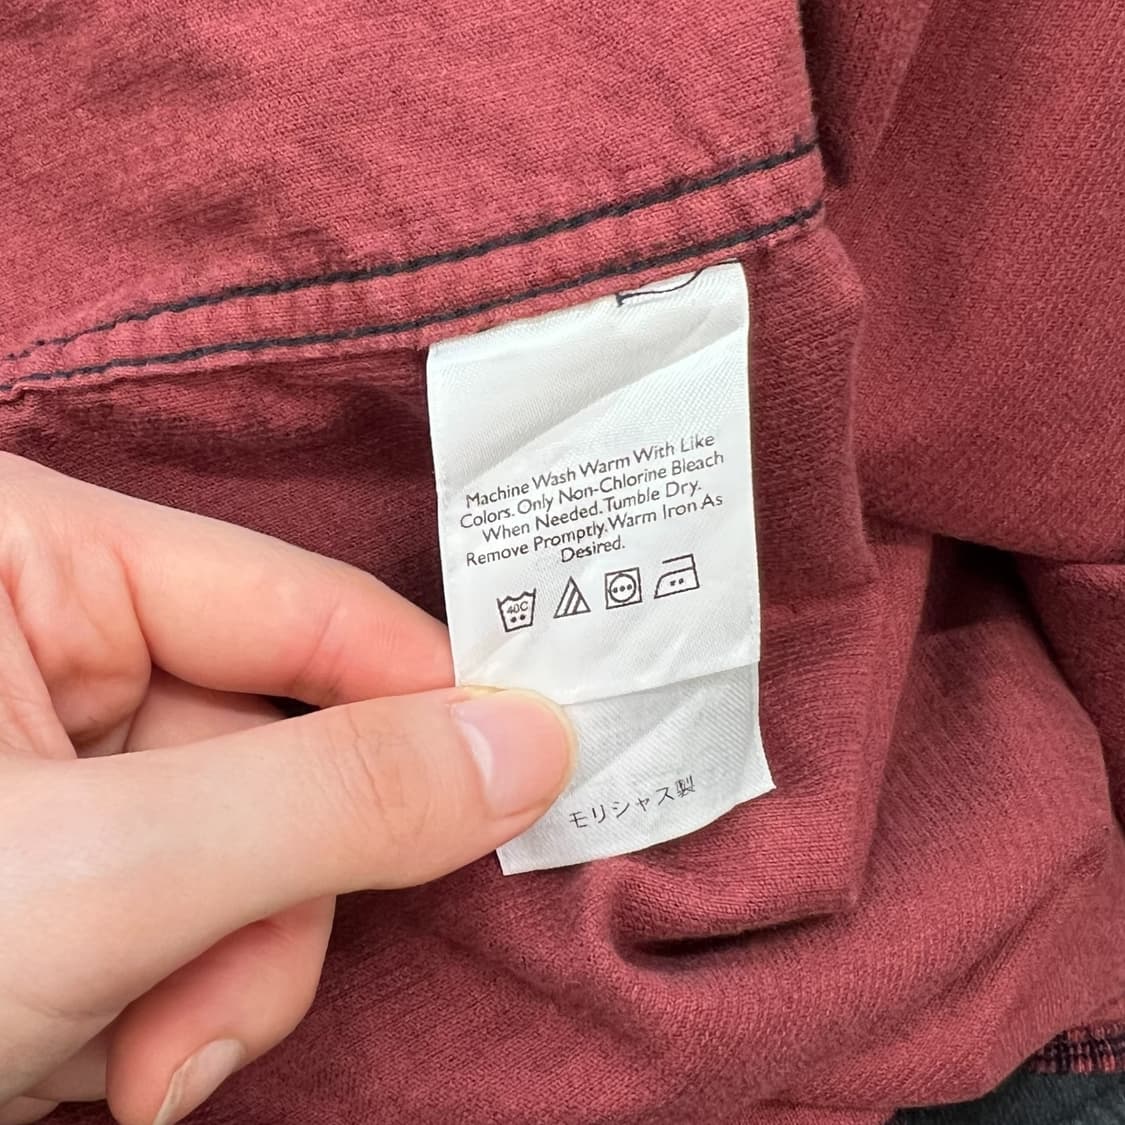 Machine Wash Warm With Like
Colors. Only Non-Chlorine Bleach
When Needed. Tumble Dry.
Remove Promptly. Warm Iron As
Desired.
40C
モリシャス製